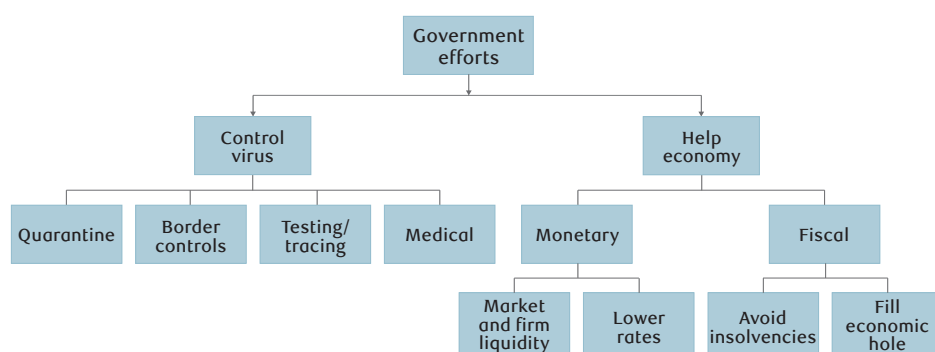 Government
efforts
Control
virus
Help
economy
Quarantine
Border
controls
Testing/
tracing
Medical
Monetary
Fiscal
Market
and firm
liquidity
Lower
rates
Avoid
insolvencies
Fill
economic
hole